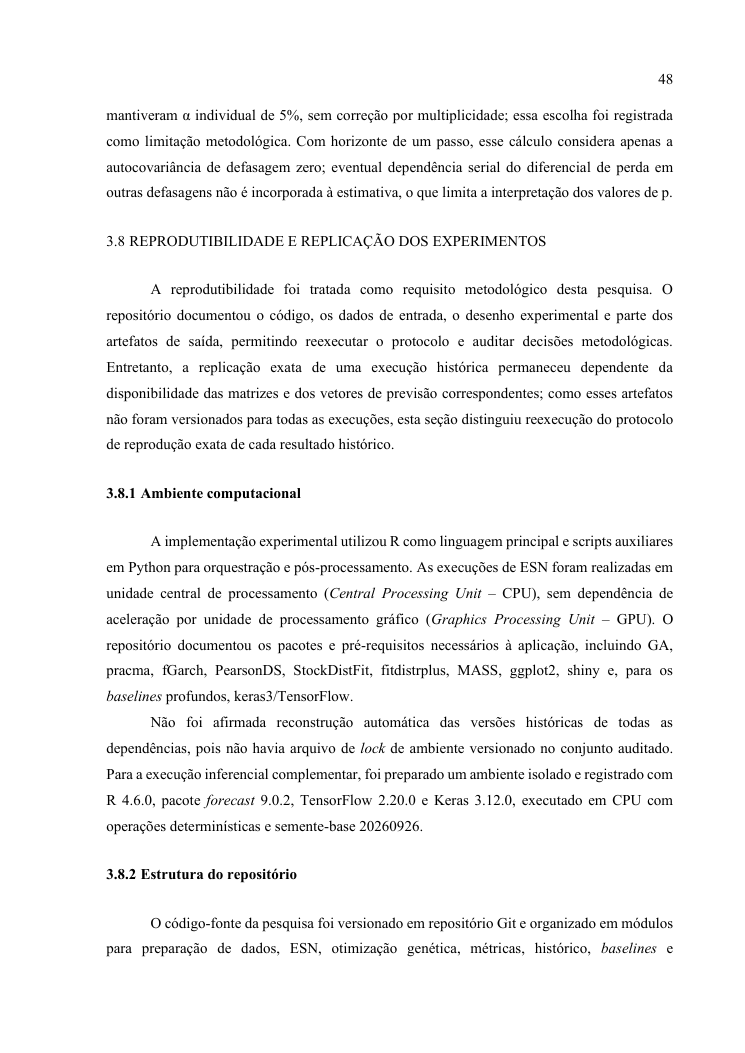 48
mantiveram α individual de 5%, sem correção por multiplicidade; essa escolha foi registrada
como limitação metodológica. Com horizonte de um passo, esse cálculo considera apenas a
autocovariância de defasagem zero; eventual dependência serial do diferencial de perda em
outras defasagens não é incorporada à estimativa, o que limita a interpretação dos valores de p.
3.8 REPRODUTIBILIDADE E REPLICAÇÃO DOS EXPERIMENTOS
A reprodutibilidade foi tratada como requisito metodológico desta pesquisa. O
repositório documentou o código, os dados de entrada, o desenho experimental e parte dos
artefatos de saída, permitindo reexecutar o protocolo e auditar decisões metodológicas.
Entretanto, a replicação exata de uma execução histórica permaneceu dependente da
disponibilidade das matrizes e dos vetores de previsão correspondentes; como esses artefatos
não foram versionados para todas as execuções, esta seção distinguiu reexecução do protocolo
de reprodução exata de cada resultado histórico.
3.8.1 Ambiente computacional
A implementação experimental utilizou R como linguagem principal e scripts auxiliares
em Python para orquestração e pós-processamento. As execuções de ESN foram realizadas em
unidade central de processamento (Central Processing Unit – CPU), sem dependência de
aceleração por unidade de processamento gráfico (Graphics Processing Unit – GPU). O
repositório documentou os pacotes e pré-requisitos necessários à aplicação, incluindo GA,
pracma, fGarch, PearsonDS, StockDistFit, fitdistrplus, MASS, ggplot2, shiny e, para os
baselines profundos, keras3/TensorFlow.
Não foi afirmada reconstrução automática das versões históricas de todas as
dependências, pois não havia arquivo de lock de ambiente versionado no conjunto auditado.
Para a execução inferencial complementar, foi preparado um ambiente isolado e registrado com
R 4.6.0, pacote forecast 9.0.2, TensorFlow 2.20.0 e Keras 3.12.0, executado em CPU com
operações determinísticas e semente-base 20260926.
3.8.2 Estrutura do repositório
O código-fonte da pesquisa foi versionado em repositório Git e organizado em módulos
para preparação de dados, ESN, otimização genética, métricas, histórico, baselines e